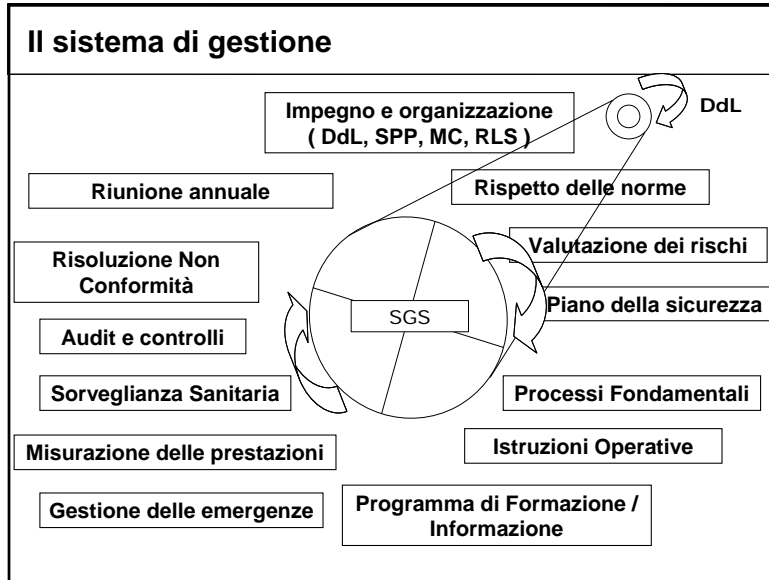 Il sistema di gestione
DdL
Impegno e organizzazione
( DdL, SPP, MC, RLS )
Riunione annuale
Rispetto delle norme
Valutazione dei rischi
Risoluzione Non
Conformità
Piano della sicurezza
SGS
Audit e controlli
Sorveglianza Sanitaria
Processi Fondamentali
Misurazione delle prestazioni
Istruzioni Operative
Gestione delle emergenze
Programma di Formazione /
Informazione